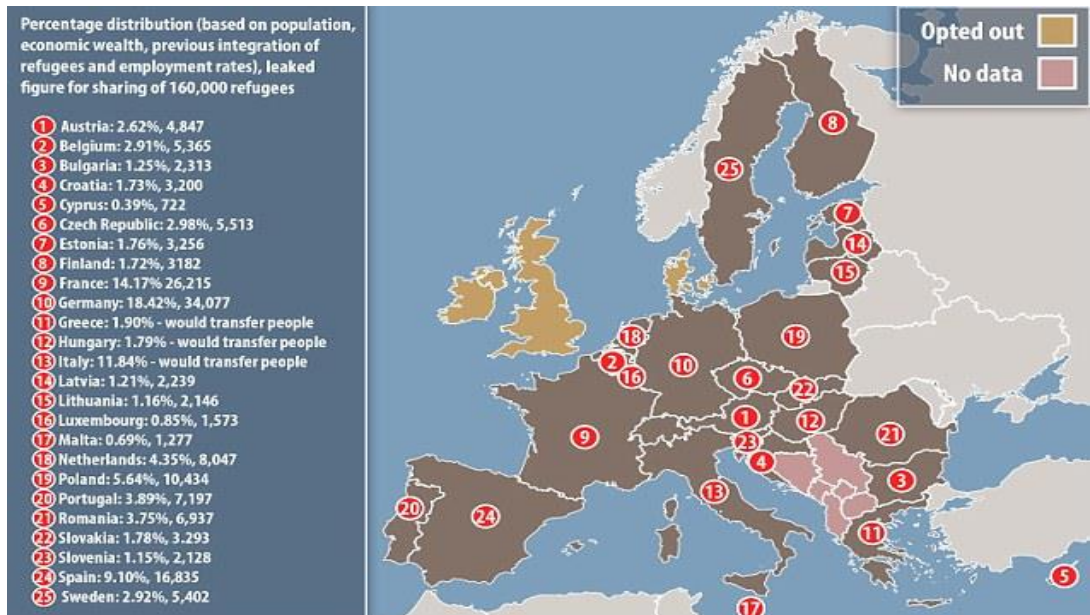 Percentage distribution (based on population,
economic wealth, previous integration of
refugees and employment rates), leaked
figure for sharing of 160,000 refugees
1 Austria: 2.62%, 4,847
2 Belgium: 2.91%, 5,365
3 Bulgaria: 1.25%, 2,313
4 Croatia: 1.73%, 3,200
5 Cyprus: 0.39%, 722
6 Czech Republic: 2.98%, 5,513
7 Estonia: 1.76%, 3,256
8 Finland: 1.72%, 3182
9 France: 14.17% 26,215
10 Germany: 18.42%, 34,077
11 Greece: 1.90% - would transfer people
12 Hungary: 1.79% - would transfer people
13 Italy: 11.84% - would transfer people
14 Latvia: 1.21%, 2,239
15 Lithuania: 1.16%, 2,146
16 Luxembourg: 0.85%, 1,573
17 Malta: 0.69%, 1,277
18 Netherlands: 4.35%, 8,047
19 Poland: 5.64%, 10,434
20 Portugal: 3.89%, 7,197
21 Romania: 3.75%, 6,937
22 Slovakia: 1.78%, 3.293
23 Slovenia: 1.15%, 2,128
24 Spain: 9.10%, 16,835
25 Sweden: 2.92%, 5,402
Opted out
No data
8
25
7
14
15
18
19
2
10
16
6
22
1
12
9
23
21
4
3
13
20
24
11
5
17